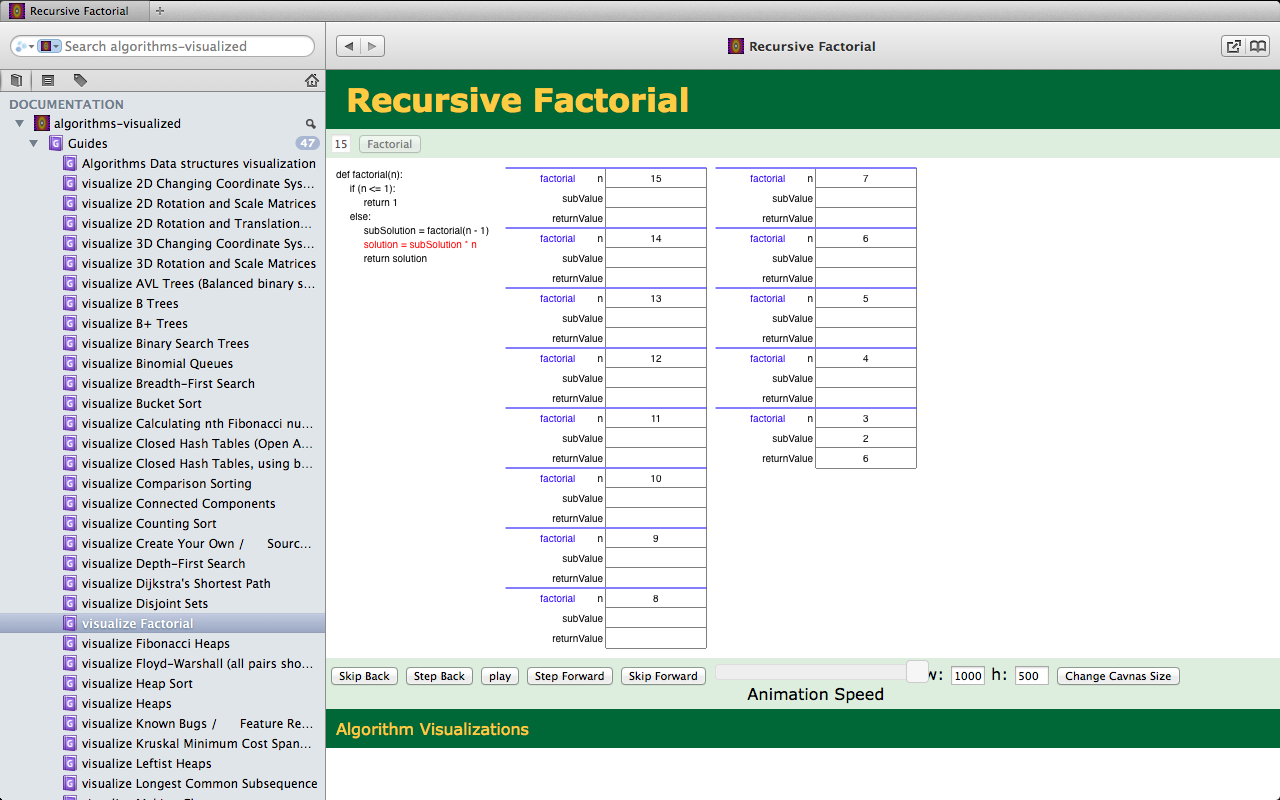 Recursive Factorial
Search algorithms-visualized
Recursive Factorial
DOCUMENTATION
algorithms-visualized
Guides 47
Algorithms Data structures visualization
visualize 2D Changing Coordinate Sys...
visualize 2D Rotation and Scale Matrices
visualize 2D Rotation and Translation...
visualize 3D Changing Coordinate Sys...
visualize 3D Rotation and Scale Matrices
visualize AVL Trees (Balanced binary s...
visualize B Trees
visualize B+ Trees
visualize Binary Search Trees
visualize Binomial Queues
visualize Breadth-First Search
visualize Bucket Sort
visualize Calculating nth Fibonacci nu...
visualize Closed Hash Tables (Open A...
visualize Closed Hash Tables, using b...
visualize Comparison Sorting
visualize Connected Components
visualize Counting Sort
visualize Create Your Own / Sourc...
visualize Depth-First Search
visualize Dijkstra's Shortest Path
visualize Disjoint Sets
visualize Factorial
visualize Fibonacci Heaps
visualize Floyd-Warshall (all pairs sho...
visualize Heap Sort
visualize Heaps
visualize Known Bugs / Feature Re...
visualize Kruskal Minimum Cost Span...
visualize Leftist Heaps
visualize Longest Common Subsequence
Recursive Factorial
15 Factorial
def factorial(n):
if (n <= 1):
return 1
else:
subSolution = factorial(n - 1)
solution = subSolution * n
return solution
factorial n 15
subValue
returnValue
factorial n 14
subValue
returnValue
factorial n 13
subValue
returnValue
factorial n 12
subValue
returnValue
factorial n 11
subValue
returnValue
factorial n 10
subValue
returnValue
factorial n 9
subValue
returnValue
factorial n 8
subValue
returnValue
factorial n 7
subValue
returnValue
factorial n 6
subValue
returnValue
factorial n 5
subValue
returnValue
factorial n 4
subValue
returnValue
factorial n 3
subValue 2
returnValue 6
Skip Back Step Back play Step Forward Skip Forward w: 1000 h: 500 Change Cavnas Size
Animation Speed
Algorithm Visualizations